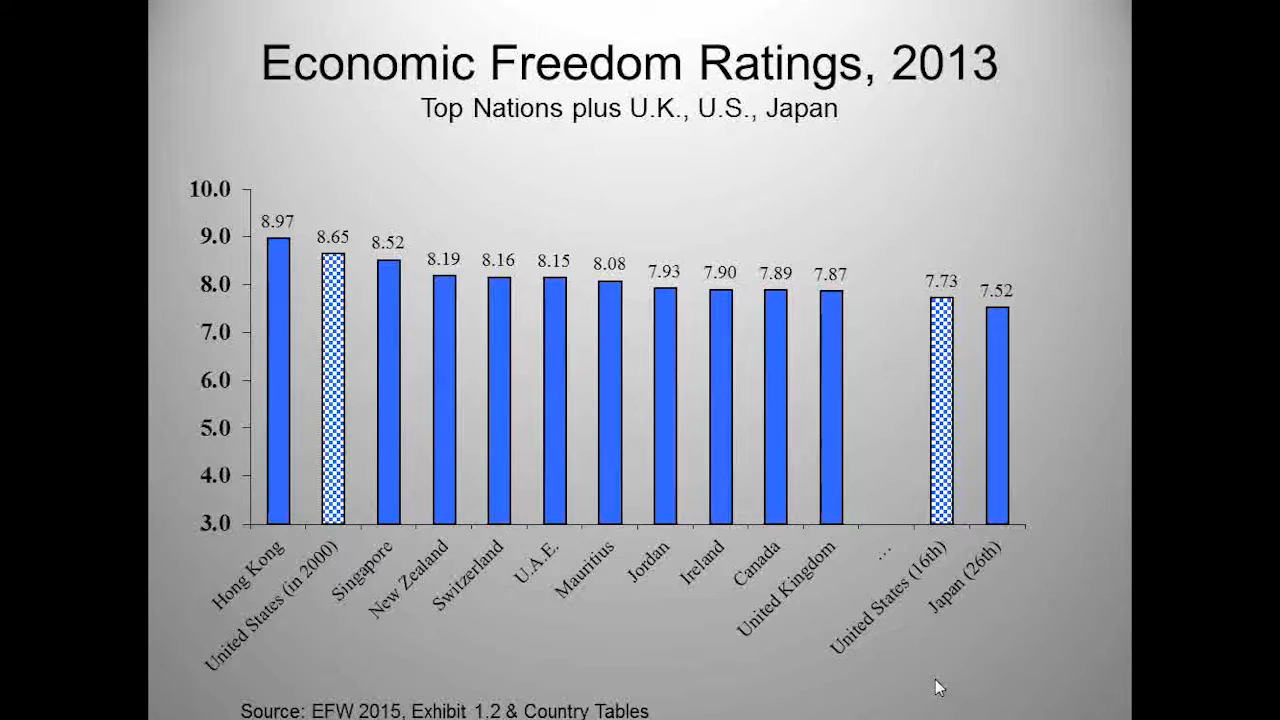 Economic Freedom Ratings, 2013
Top Nations plus U.K., U.S., Japan
10.0
9.0
8.0
7.0
6.0
5.0
4.0
3.0
8.97
8.65
8.52
8.19
8.16
8.15
8.08
7.93
7.90
7.89
7.87
7.73
7.52
Hong Kong
United States (in 2000)
Singapore
New Zealand
Switzerland
U.A.E.
Mauritius
Jordan
Ireland
Canada
United Kingdom
...
United States (16th)
Japan (26th)
Source: EFW 2015, Exhibit 1.2 & Country Tables